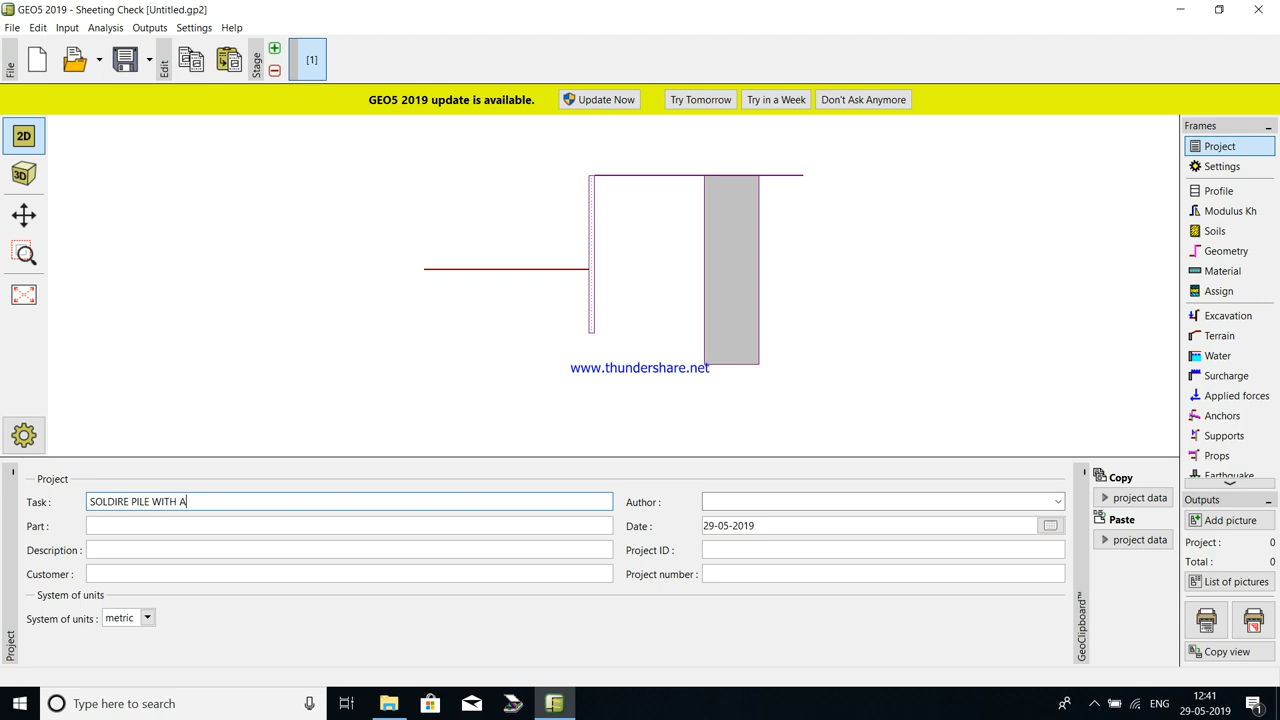 GEO5 2019 - Sheeting Check [Untitled.gp2]
File Edit Input Analysis Outputs Settings Help
File Edit Stage [1]
GEO5 2019 update is available. Update Now Try Tomorrow Try in a Week Don't Ask Anymore
2D
3D
www.thundershare.net
Frames
Project
Settings
Profile
Modulus Kh
Soils
Geometry
Material
Assign
Excavation
Terrain
Water
Surcharge
Applied forces
Anchors
Supports
Props
Earthquake
Outputs
Add picture
Project : 0
Total : 0
List of pictures
Copy view
Project
Project
Task : SOLDIRE PILE WITH A
Part :
Description :
Customer :
Author :
Date : 29-05-2019
Project ID :
Project number :
System of units
System of units : metric
GeoClipboard™
Copy
project data
Paste
project data
Type here to search
ENG
12:41
29-05-2019
1